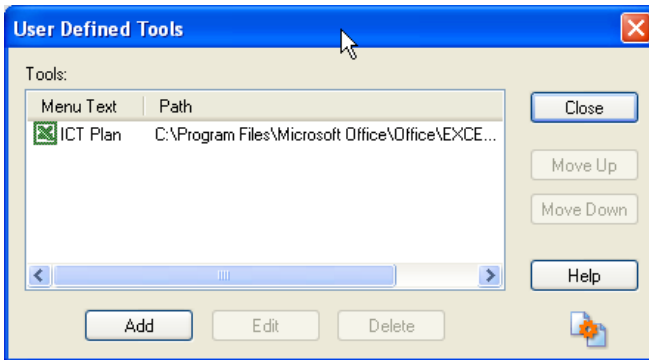 User Defined Tools
Tools:
Menu Text Path
ICT Plan C:\Program Files\Microsoft Office\Office\EXCE...
Close
Move Up
Move Down
Help
Add Edit Delete